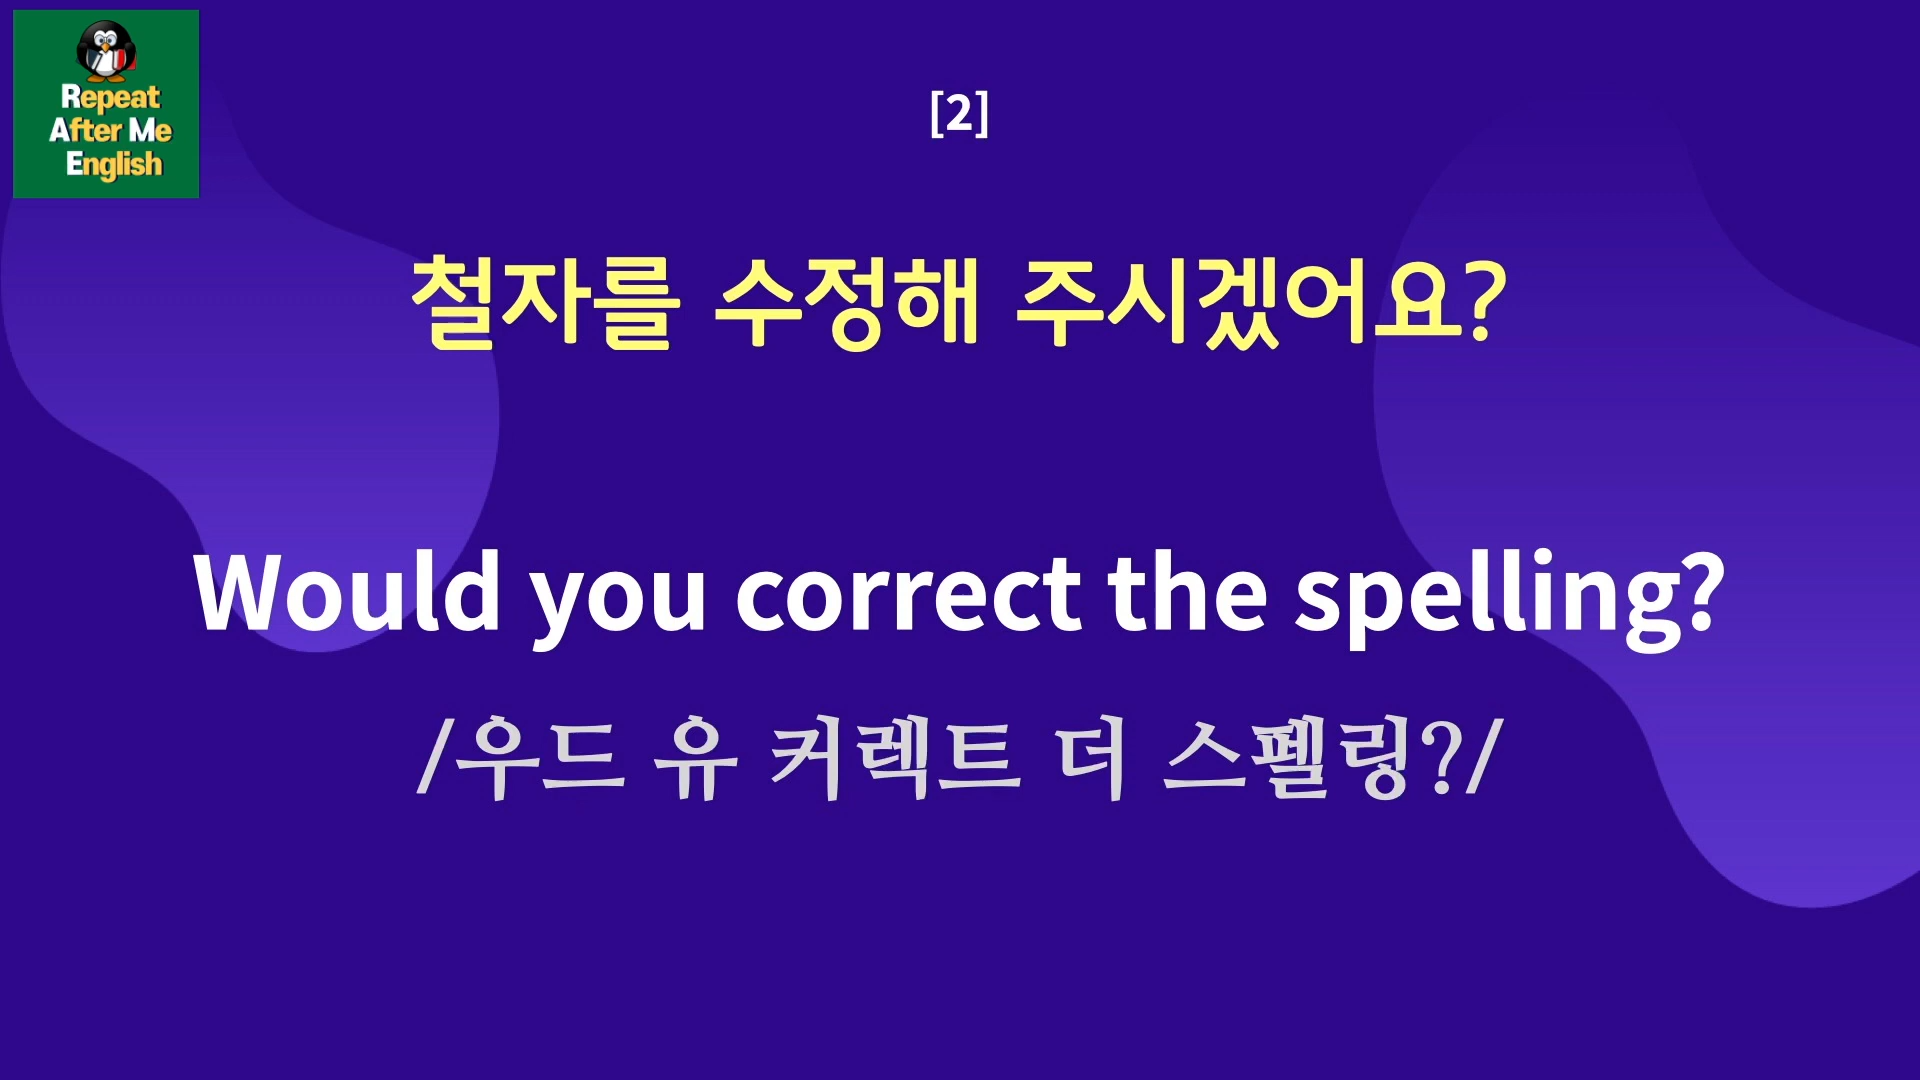 Repeat
After Me
English
[2]
철자를 수정해 주시겠어요?
Would you correct the spelling?
/우드 유 커렉트 더 스펠링?/